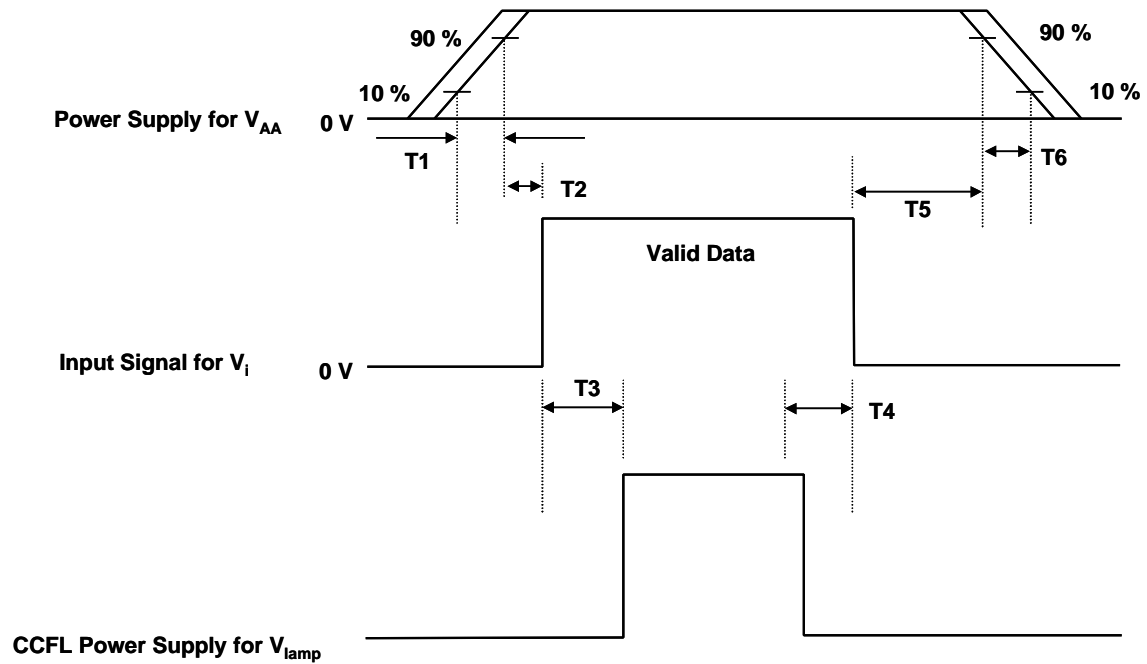 90 %
90 %
10 %
10 %
Power Supply for VAA
0 V
T1
T6
T2
T5
Valid Data
Input Signal for Vi
0 V
T3
T4
CCFL Power Supply for Vlamp